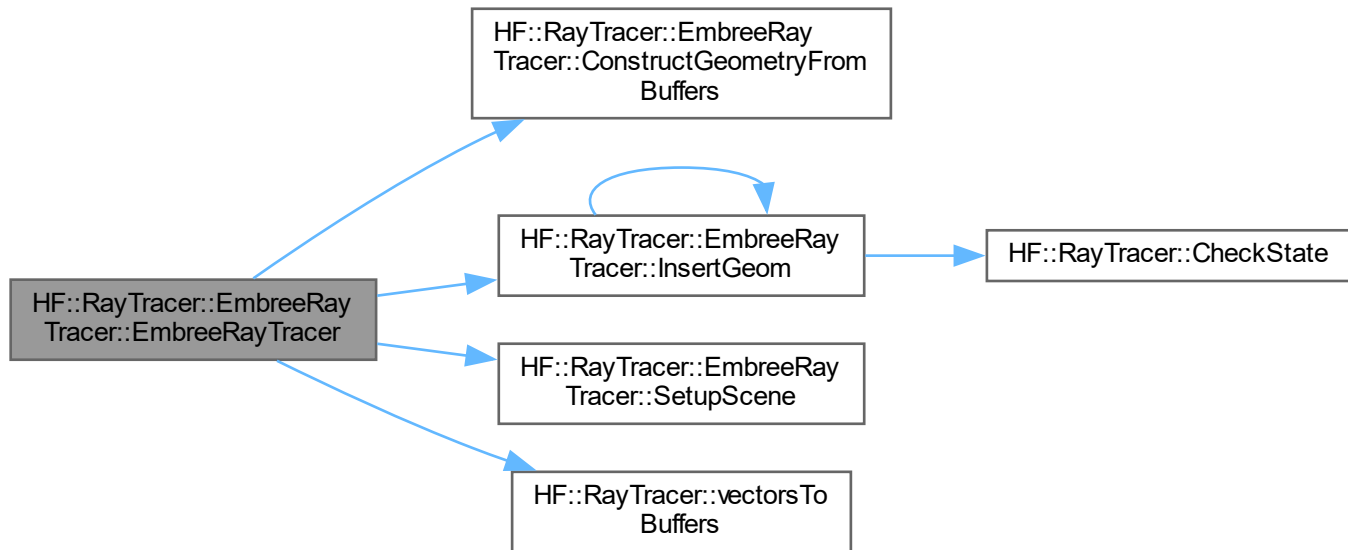 HF::RayTracer::EmbreeRay
Tracer::ConstructGeometryFrom
Buffers
HF::RayTracer::EmbreeRay
Tracer::InsertGeom
HF::RayTracer::CheckState
HF::RayTracer::EmbreeRay
Tracer::EmbreeRayTracer
HF::RayTracer::EmbreeRay
Tracer::SetupScene
HF::RayTracer::vectorsTo
Buffers